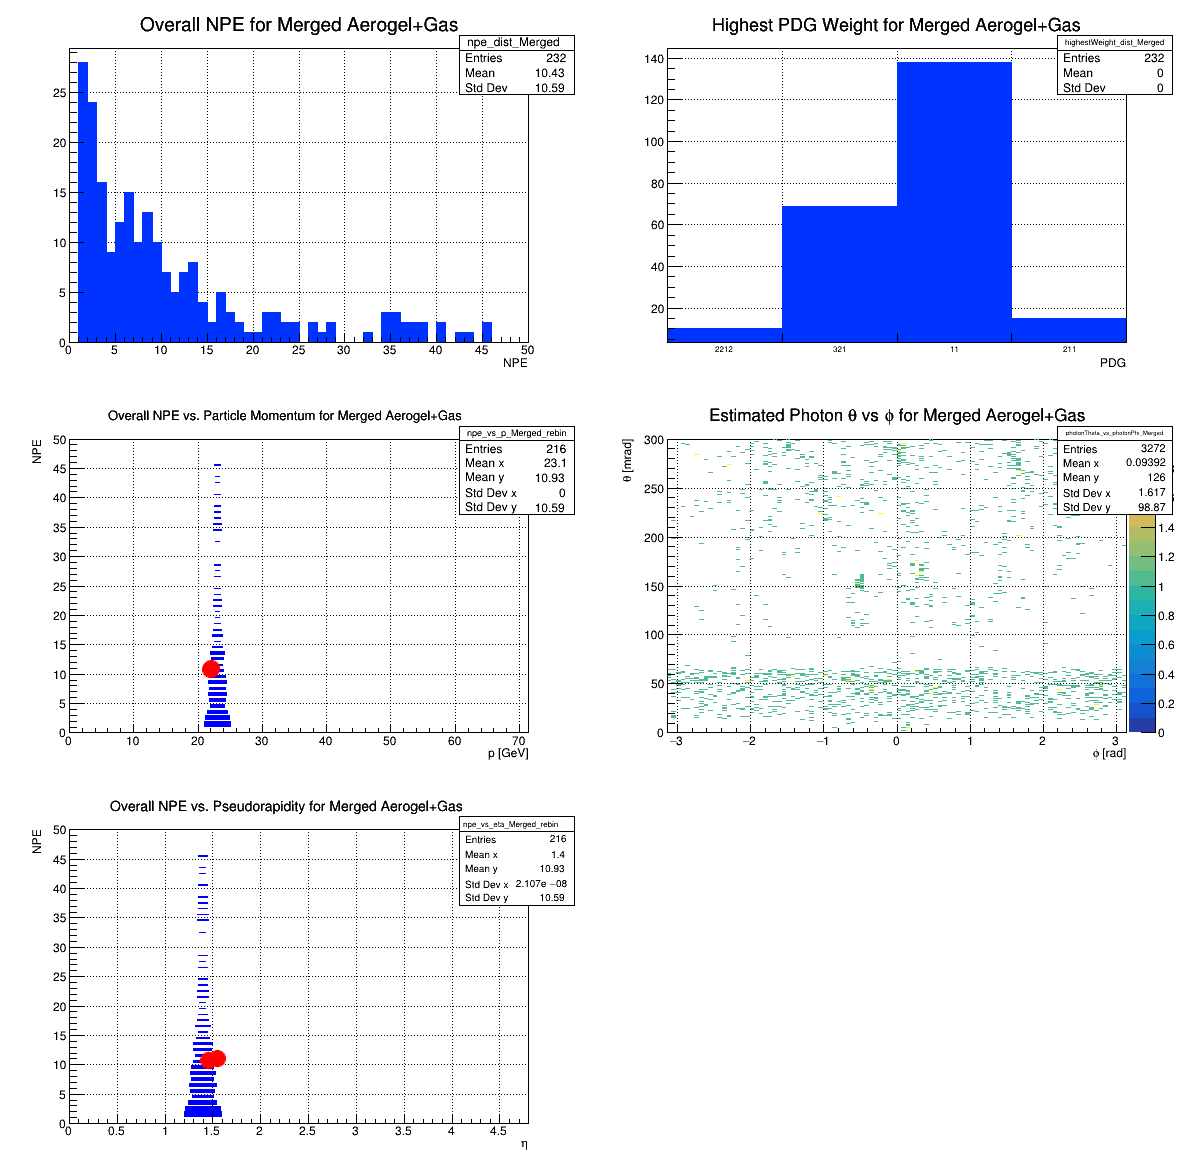 Overall NPE for Merged Aerogel+Gas
npe_dist_Merged
Entries 232
Mean 10.43
Std Dev 10.59
25
20
15
10
5
0
0 5 10 15 20 25 30 35 40 45 50
NPE
Highest PDG Weight for Merged Aerogel+Gas
highestWeight_dist_Merged
Entries 232
Mean 0
Std Dev 0
140
120
100
80
60
40
20
2212 321 11 211
PDG
Overall NPE vs. Particle Momentum for Merged Aerogel+Gas
npe_vs_p_Merged_rebin
Entries 216
Mean x 23.1
Mean y 10.93
Std Dev x 0
Std Dev y 10.59
NPE
50
45
40
35
30
25
20
15
10
5
0
0 10 20 30 40 50 60 70
p [GeV]
Estimated Photon θ vs ϕ for Merged Aerogel+Gas
photonTheta_vs_photonPhi_Merged
Entries 3272
Mean x 0.09392
Mean y 126
Std Dev x 1.617
Std Dev y 98.87
θ [mrad]
300
250
200
150
100
50
0
−3 −2 −1 0 1 2 3
ϕ [rad]
1.4
1.2
1
0.8
0.6
0.4
0.2
0
Overall NPE vs. Pseudorapidity for Merged Aerogel+Gas
npe_vs_eta_Merged_rebin
Entries 216
Mean x 1.4
Mean y 10.93
Std Dev x 2.107e −08
Std Dev y 10.59
NPE
50
45
40
35
30
25
20
15
10
5
0
0 0.5 1 1.5 2 2.5 3 3.5 4 4.5
η